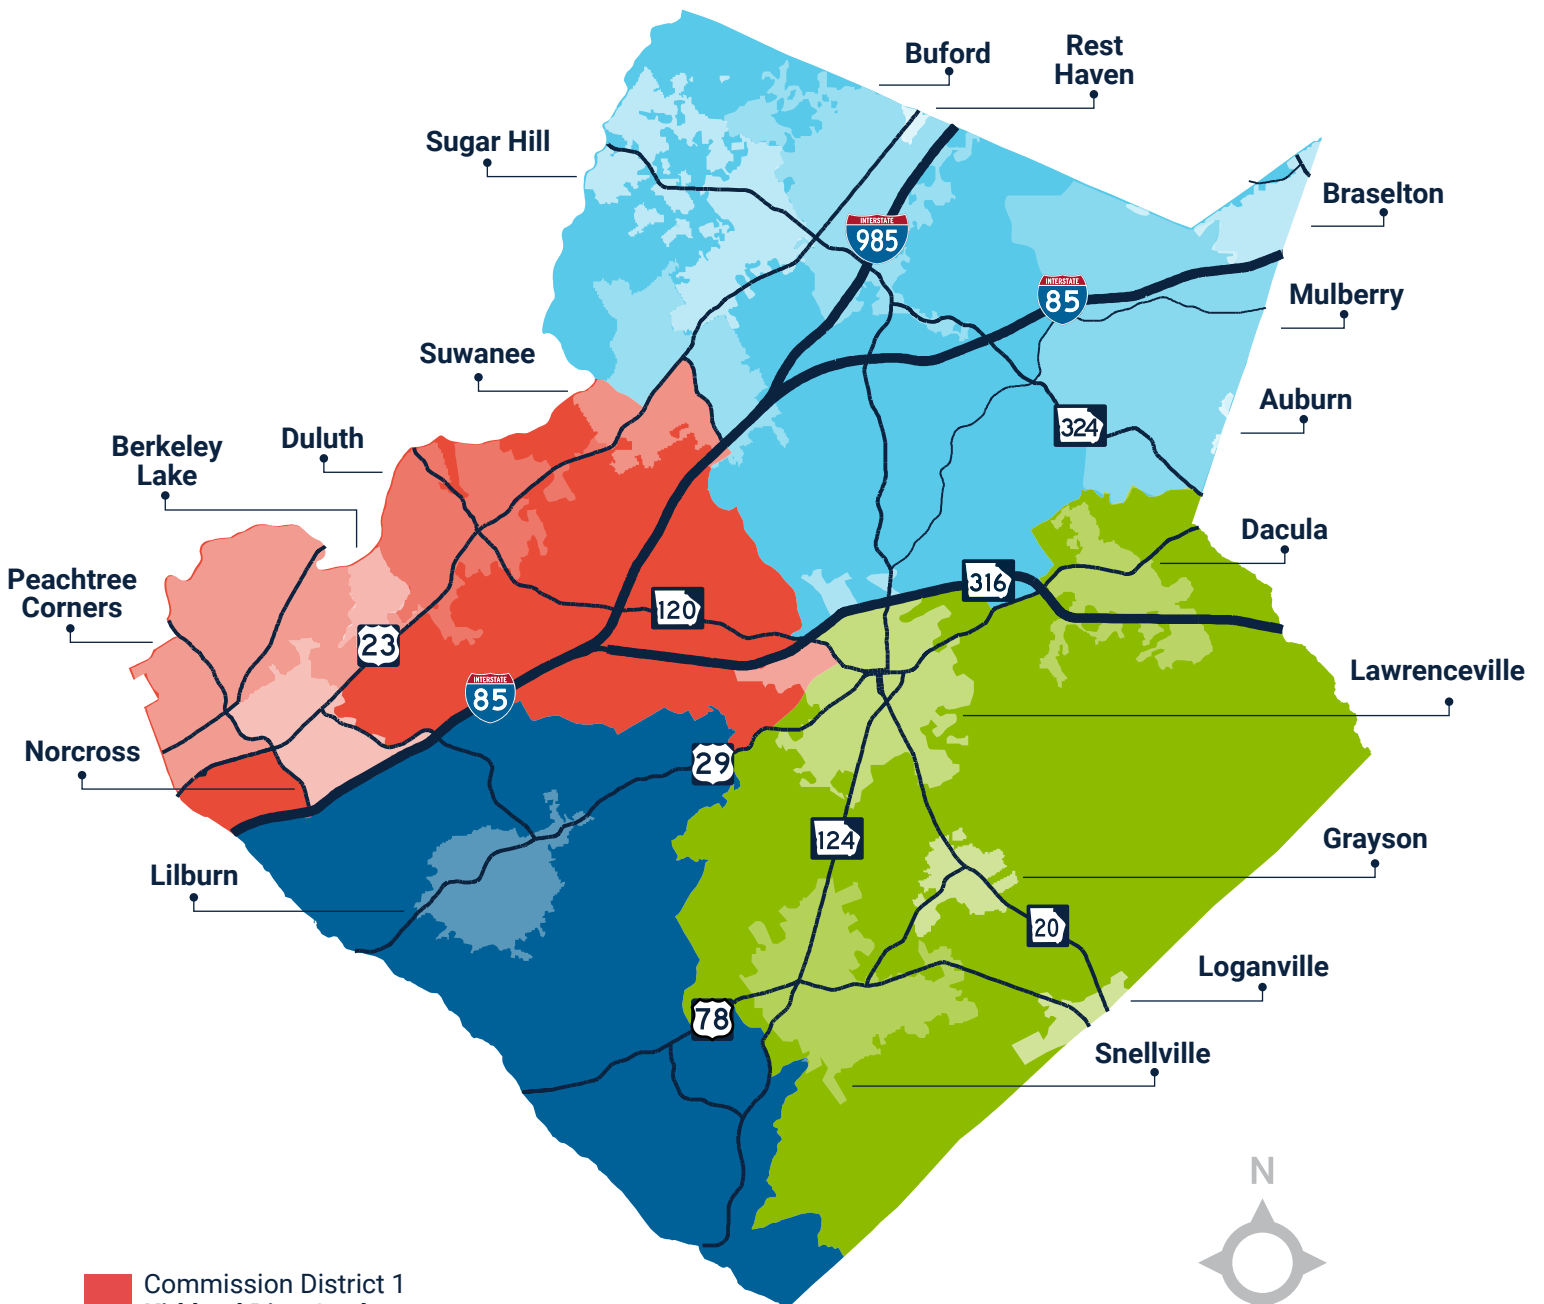 Buford
Rest
Haven
Sugar Hill
INTERSTATE
985
Braselton
INTERSTATE
85
Mulberry
Suwanee
Auburn
324
Duluth
Berkeley
Lake
Dacula
Peachtree
Corners
316
120
23
Lawrenceville
INTERSTATE
85
Norcross
29
124
Grayson
Lilburn
20
Loganville
78
Snellville
N
Commission District 1